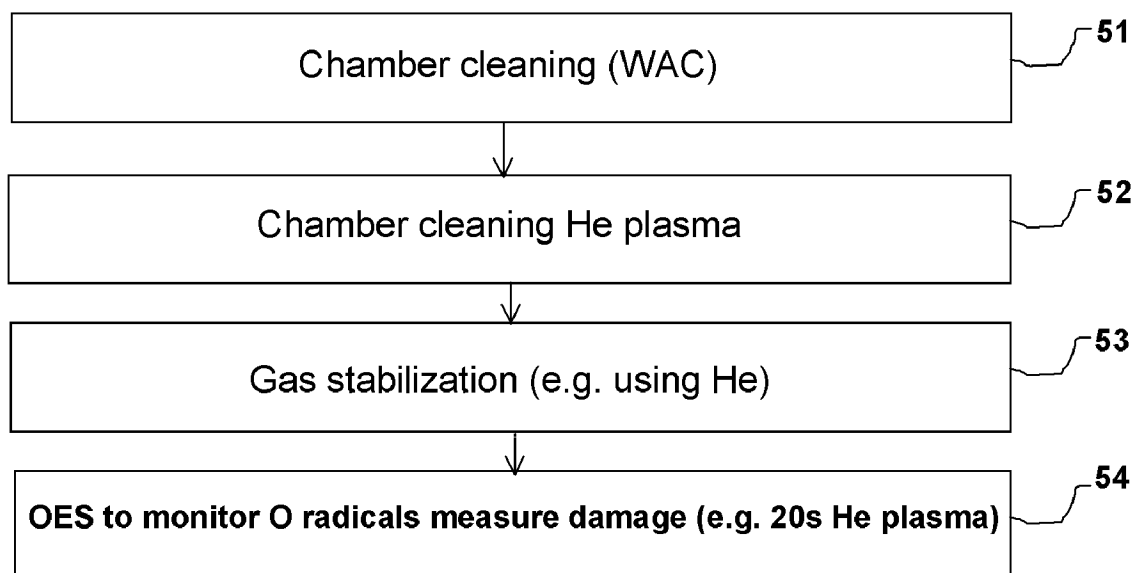 Chamber cleaning (WAC)
51
Chamber cleaning He plasma
52
Gas stabilization (e.g. using He)
53
OES to monitor O radicals measure damage (e.g. 20s He plasma)
54